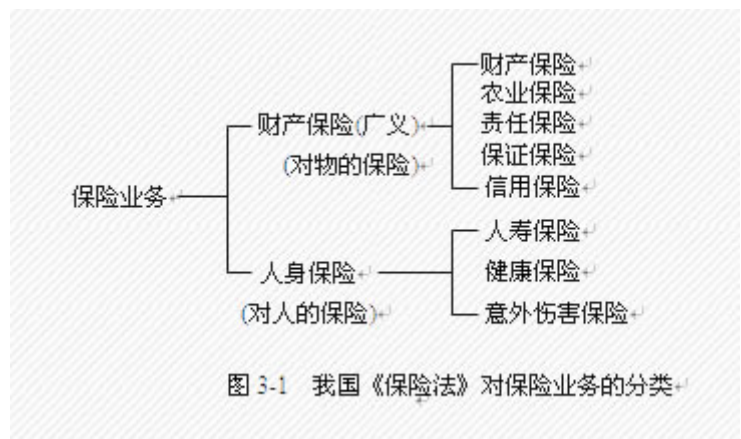 财产保险
农业保险
财产保险(广义)
责任保险
(对物的保险)
保证保险
保险业务
信用保险
人寿保险
人身保险
健康保险
(对人的保险)
意外伤害保险
图 3-1 我国《保险法》对保险业务的分类